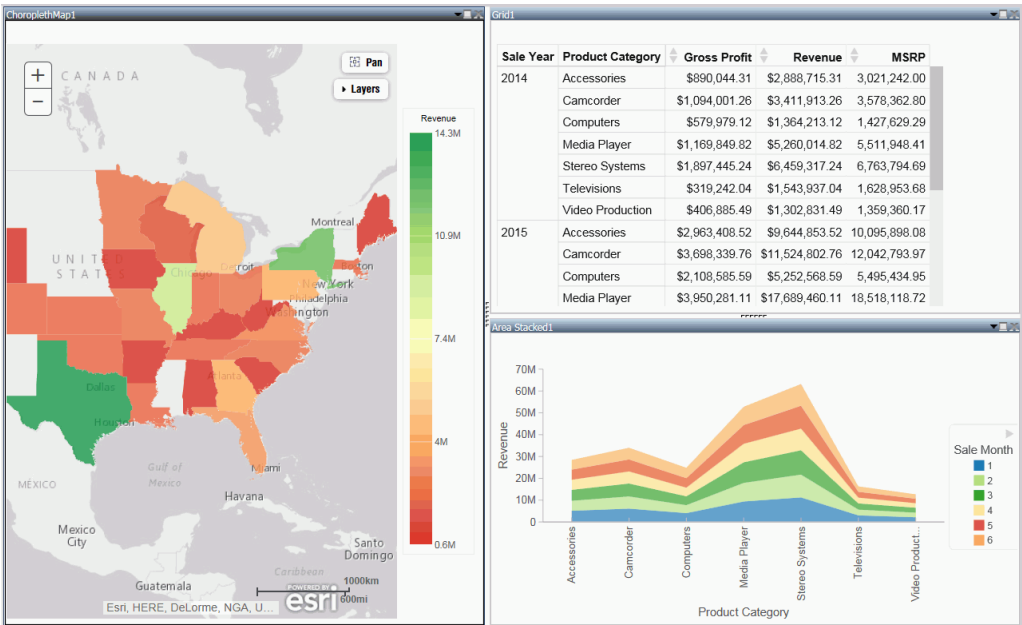 ChoroplethMap1
CANADA
Pan
Layers
+
−
Revenue
14.3M
10.9M
7.4M
4M
0.6M
Montreal
UNITED
STATES
Chicago
Detroit
Boston
New York
Philadelphia
Washington
Atlanta
Dallas
Houston
Gulf of
Mexico
Miami
MÉXICO
Havana
Mexico
City
Santo
Domingo
Caribbean
Guatemala
POWERED BY
esri
1000km
600mi
Esri, HERE, DeLorme, NGA, U...
Grid1
Sale Year Product Category Gross Profit Revenue MSRP
2014 Accessories $890,044.31 $2,888,715.31 3,021,242.00
Camcorder $1,094,001.26 $3,411,913.26 3,578,362.80
Computers $579,979.12 $1,364,213.12 1,427,629.29
Media Player $1,169,849.82 $5,260,014.82 5,511,948.41
Stereo Systems $1,897,445.24 $6,459,317.24 6,763,794.69
Televisions $319,242.04 $1,543,937.04 1,628,953.68
Video Production $406,885.49 $1,302,831.49 1,359,360.17
2015 Accessories $2,963,408.52 $9,644,853.52 10,095,898.08
Camcorder $3,698,339.76 $11,524,802.76 12,042,793.97
Computers $2,108,585.59 $5,252,568.59 5,495,434.95
Media Player $3,950,281.11 $17,689,460.11 18,518,118.72
Area Stacked1
Revenue
70M
60M
50M
40M
30M
20M
10M
0
Accessories
Camcorder
Computers
Media Player
Stereo Systems
Televisions
Video Product...
Product Category
Sale Month
1
2
3
4
5
6